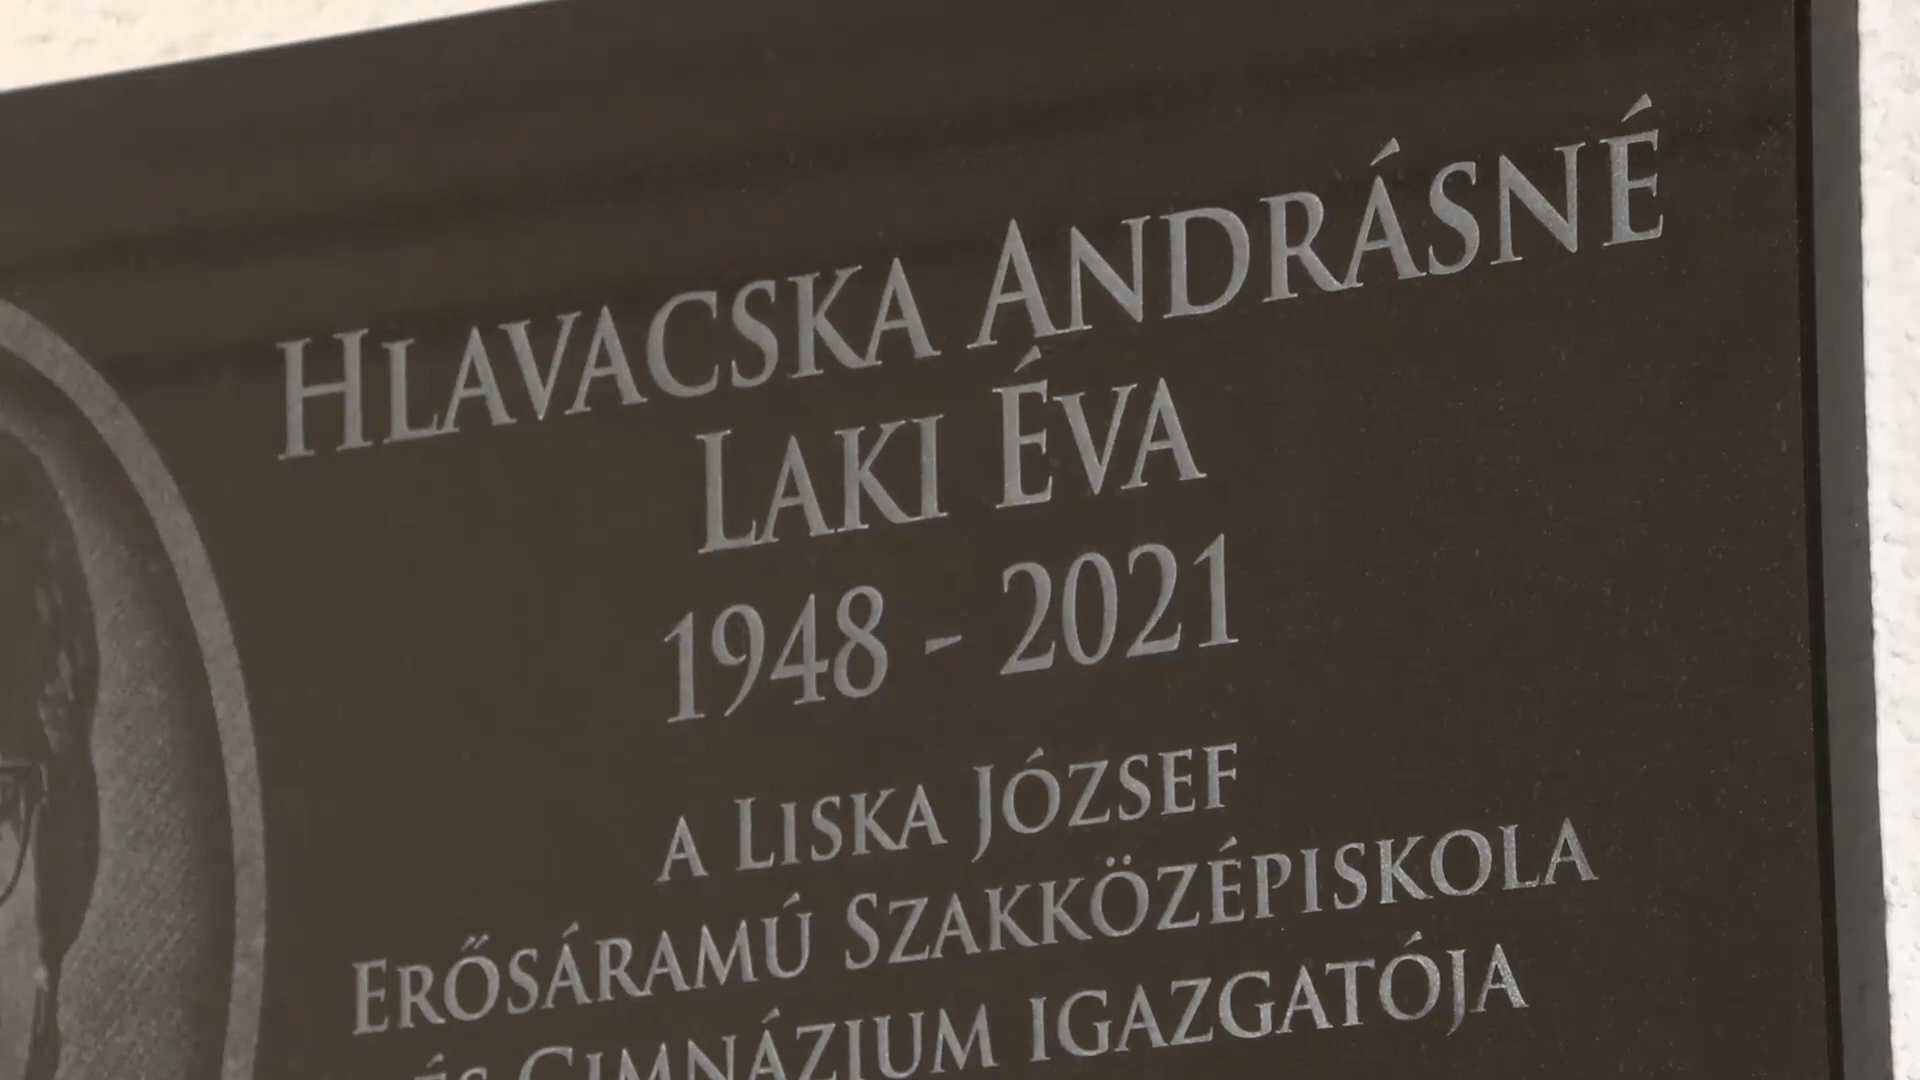 HLAVACSKA ANDRÁSNÉ
LAKI ÉVA
1948 - 2021
A LISKA JÓZSEF
ERŐSÁRAMÚ SZAKKÖZÉPISKOLA
ÉS GIMNÁZIUM IGAZGATÓJA